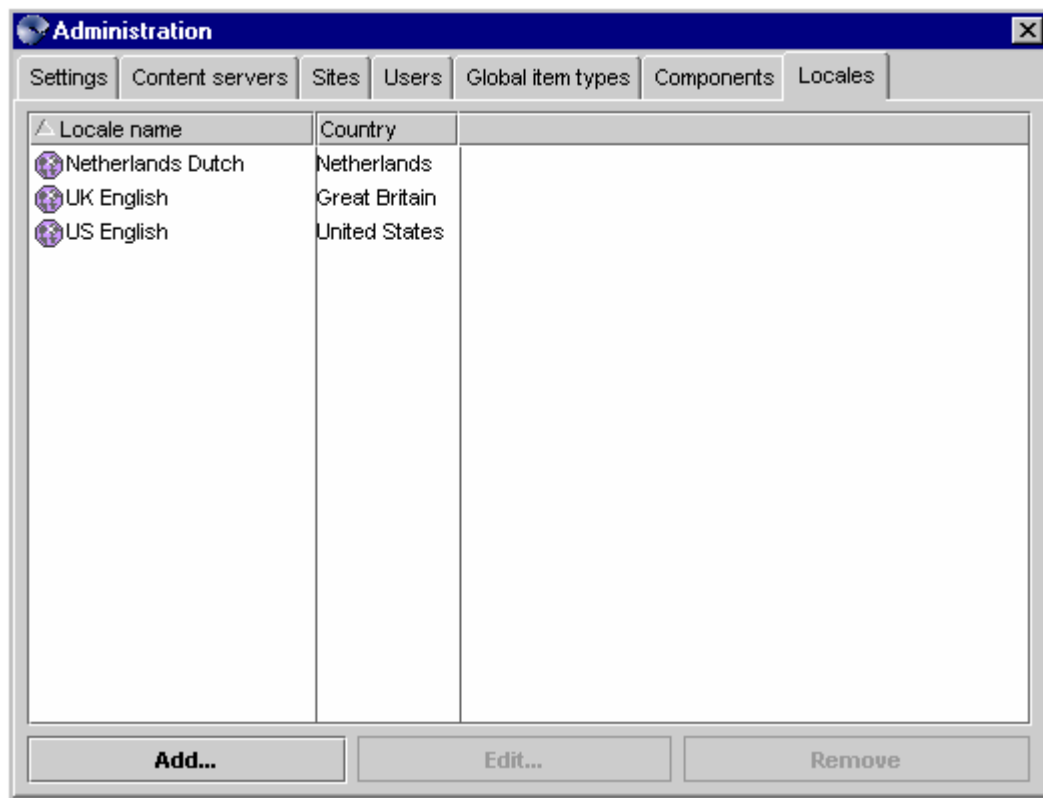 Administration
Settings Content servers Sites Users Global item types Components Locales
Locale name Country
Netherlands Dutch Netherlands
UK English Great Britain
US English United States
Add... Edit... Remove